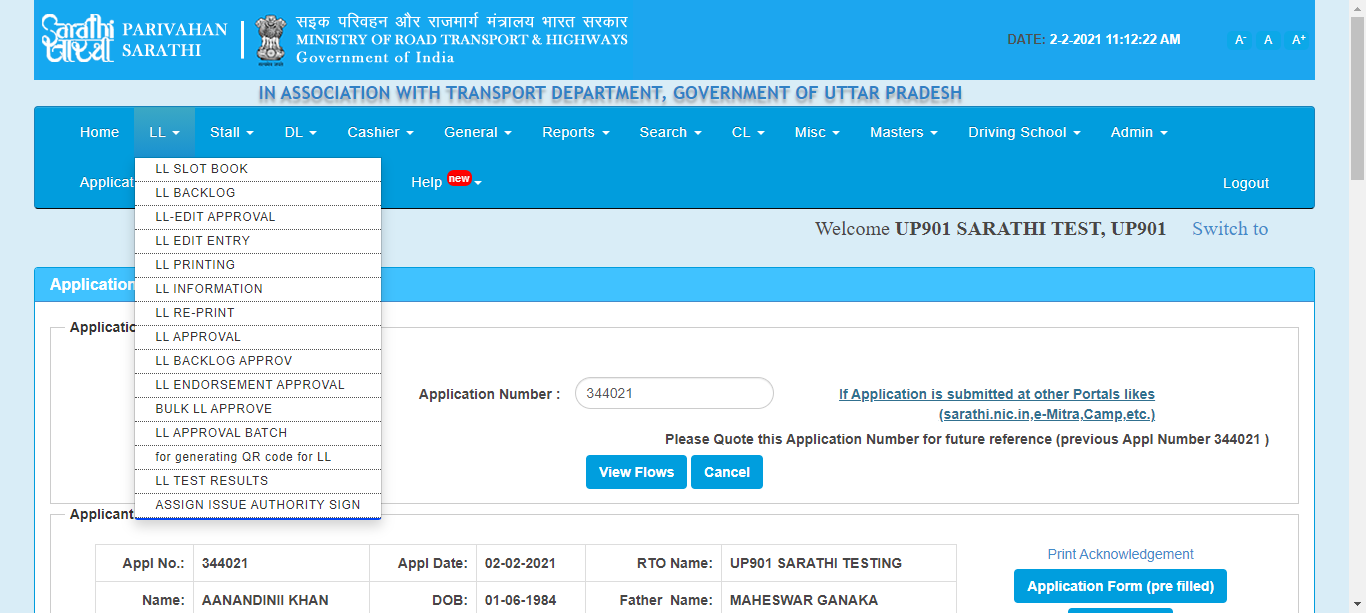 Sarathi
सारथी
PARIVAHAN
SARATHI
सड़क परिवहन और राजमार्ग मंत्रालय भारत सरकार
MINISTRY OF ROAD TRANSPORT & HIGHWAYS
Government of India
DATE: 2-2-2021 11:12:22 AM
A- A A+
IN ASSOCIATION WITH TRANSPORT DEPARTMENT, GOVERNMENT OF UTTAR PRADESH
Home LL Stall DL Cashier General Reports Search CL Misc Masters Driving School Admin
Applicat Help new Logout
LL SLOT BOOK
LL BACKLOG
LL-EDIT APPROVAL
LL EDIT ENTRY
LL PRINTING
LL INFORMATION
LL RE-PRINT
LL APPROVAL
LL BACKLOG APPROV
LL ENDORSEMENT APPROVAL
BULK LL APPROVE
LL APPROVAL BATCH
for generating QR code for LL
LL TEST RESULTS
ASSIGN ISSUE AUTHORITY SIGN
Welcome UP901 SARATHI TEST, UP901 Switch to
Application
Applicatio
Application Number : 344021
If Application is submitted at other Portals likes
(sarathi.nic.in,e-Mitra,Camp,etc.)
Please Quote this Application Number for future reference (previous Appl Number 344021 )
View Flows Cancel
Applicant
Appl No.: 344021 Appl Date: 02-02-2021 RTO Name: UP901 SARATHI TESTING
Print Acknowledgement
Application Form (pre filled)
Name: AANANDINII KHAN DOB: 01-06-1984 Father Name: MAHESWAR GANAKA